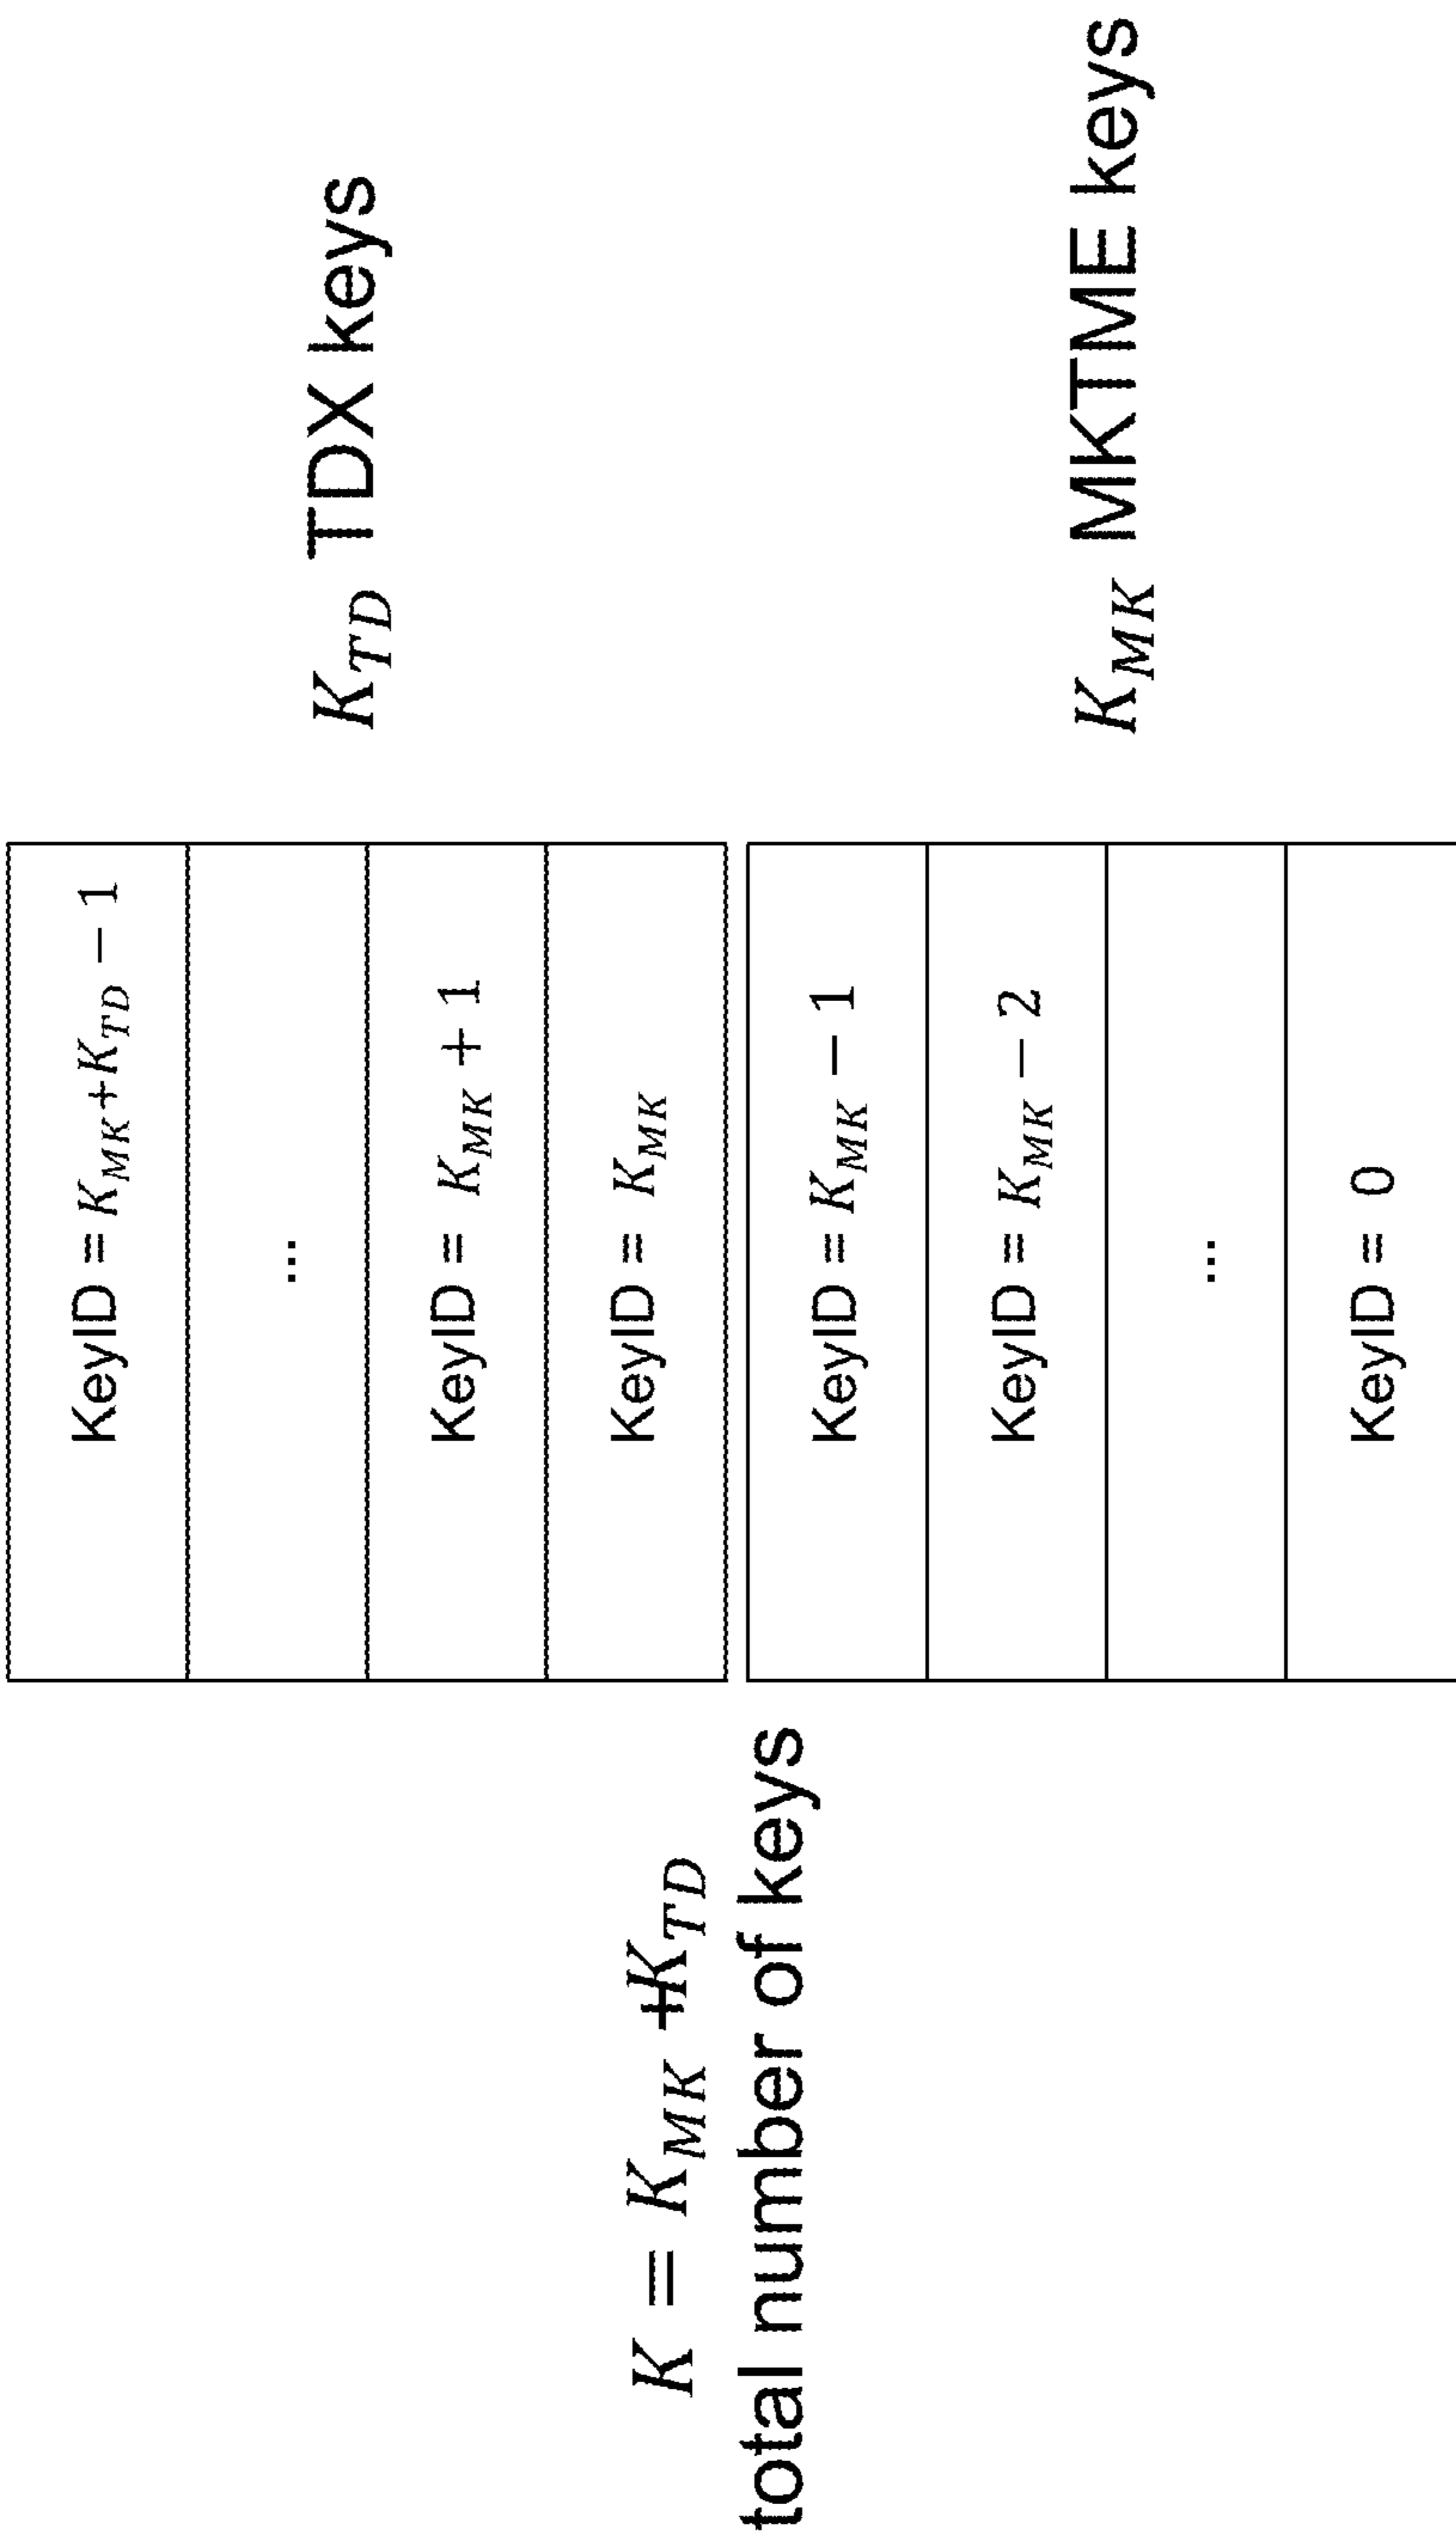 K = K_MK + K_TD
total number of keys
KeyID = K_MK+K_TD − 1
...
KeyID = K_MK + 1
KeyID = K_MK
KeyID = K_MK − 1
KeyID = K_MK − 2
...
KeyID = 0
K_TD TDX keys
K_MK MKTME keys